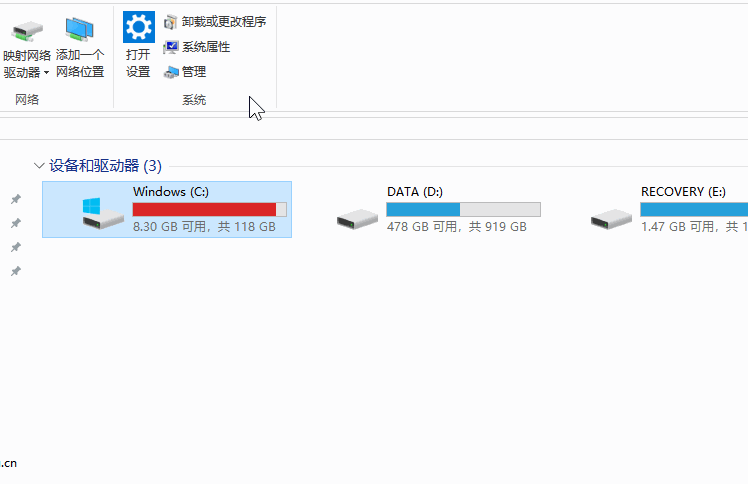 映射网络
驱动器
添加一个
网络位置
网络
打开
设置
卸载或更改程序
系统属性
管理
系统
设备和驱动器 (3)
Windows (C:)
8.30 GB 可用，共 118 GB
DATA (D:)
478 GB 可用，共 919 GB
RECOVERY (E:)
1.47 GB 可用，共 1
.cn